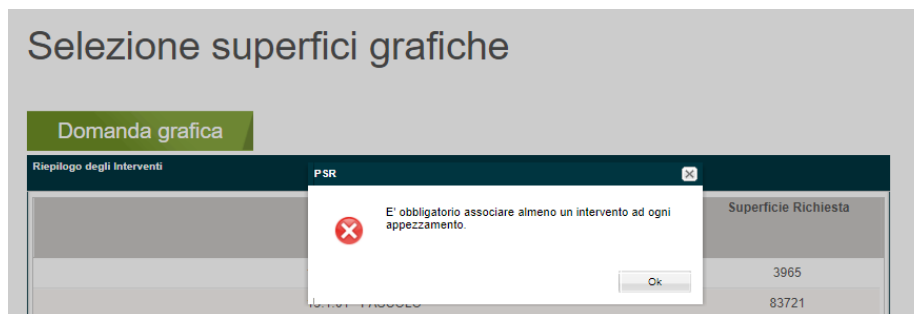 Selezione superfici grafiche
Domanda grafica
Riepilogo degli Interventi
PSR
E' obbligatorio associare almeno un intervento ad ogni
appezzamento.
Ok
Superficie Richiesta
3965
83721